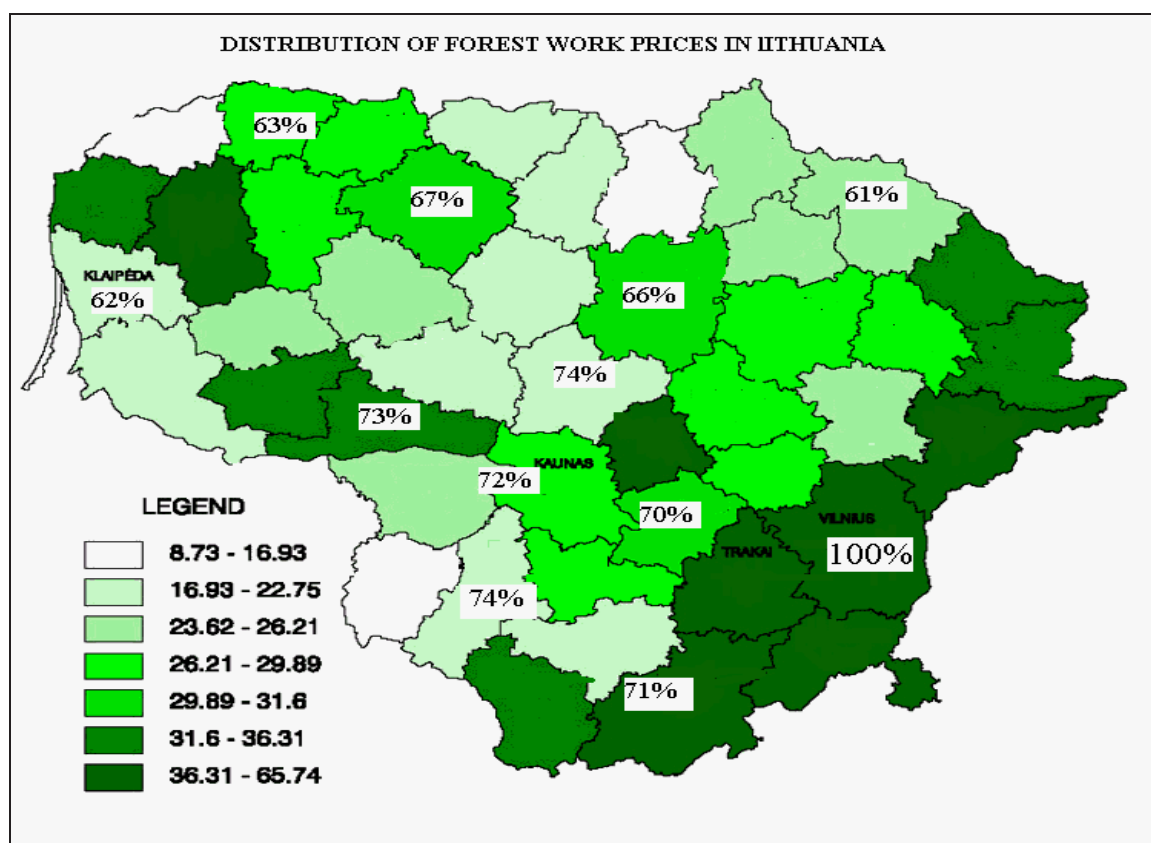 DISTRIBUTION OF FOREST WORK PRICES IN lITHUANIA
63%
67%
61%
KLAIPĖDA
62%
66%
74%
73%
KAUNAS
72%
70%
VILNIUS
TRAKAI
100%
74%
71%
LEGEND
8.73 - 16.93
16.93 - 22.75
23.62 - 26.21
26.21 - 29.89
29.89 - 31.6
31.6 - 36.31
36.31 - 65.74